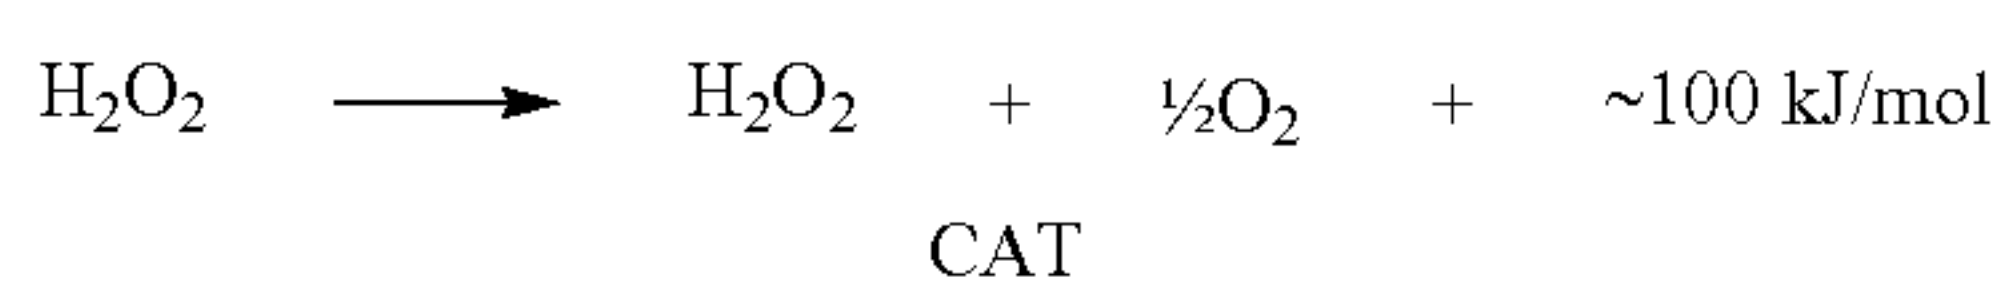 H₂O₂ ⟶ H₂O₂ + ½O₂ + ~100 kJ/mol
CAT